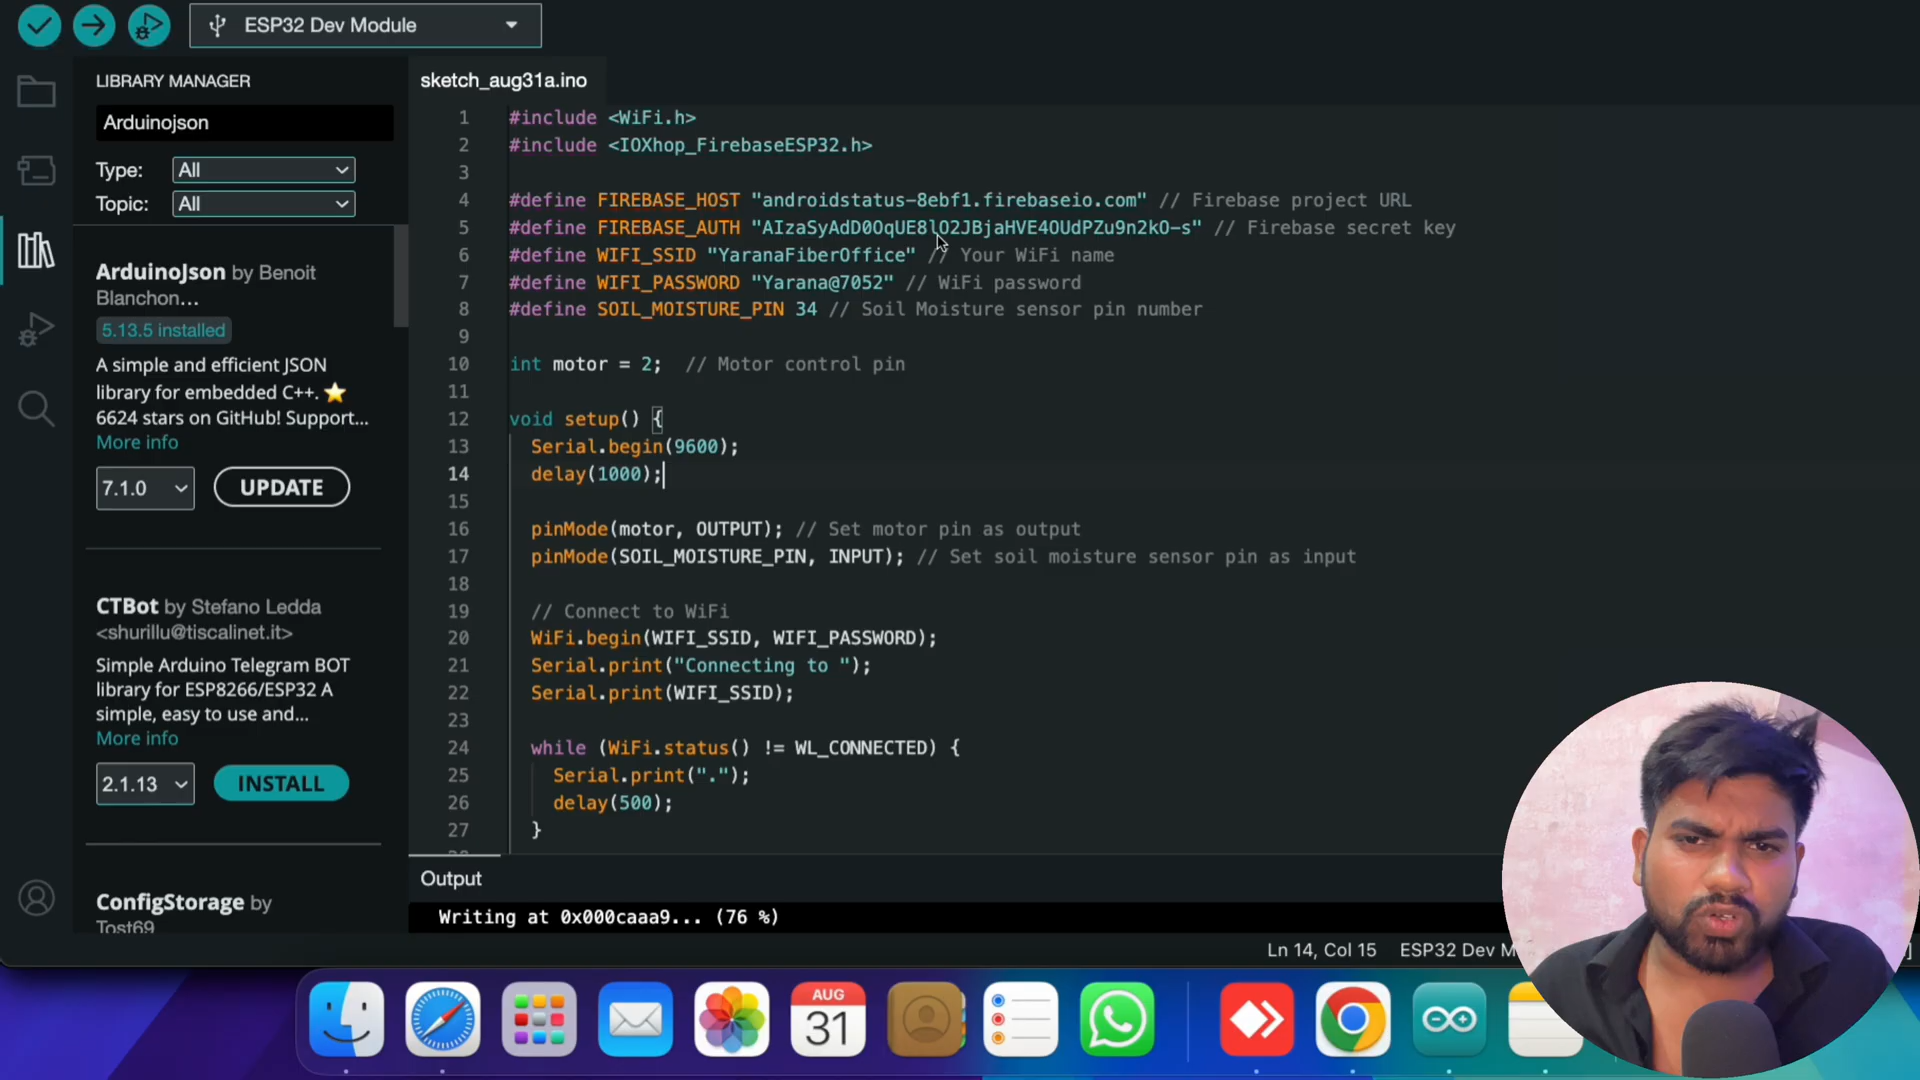 ESP32 Dev Module
LIBRARY MANAGER
Arduinojson
Type: All
Topic: All
ArduinoJson by Benoit
Blanchon...
5.13.5 installed
A simple and efficient JSON
library for embedded C++. ⭐
6624 stars on GitHub! Support...
More info
7.1.0 UPDATE
CTBot by Stefano Ledda
<shurillu@tiscalinet.it>
Simple Arduino Telegram BOT
library for ESP8266/ESP32 A
simple, easy to use and...
More info
2.1.13 INSTALL
ConfigStorage by
Tost69
sketch_aug31a.ino
1 #include <WiFi.h>
2 #include <IOXhop_FirebaseESP32.h>
3
4 #define FIREBASE_HOST "androidstatus-8ebf1.firebaseio.com" // Firebase project URL
5 #define FIREBASE_AUTH "AIzaSyAdD0OqUE8lO2JBjaHVE4OUdPZu9n2kO-s" // Firebase secret key
6 #define WIFI_SSID "YaranaFiberOffice" // Your WiFi name
7 #define WIFI_PASSWORD "Yarana@7052" // WiFi password
8 #define SOIL_MOISTURE_PIN 34 // Soil Moisture sensor pin number
9
10 int motor = 2; // Motor control pin
11
12 void setup() {
13 Serial.begin(9600);
14 delay(1000);
15
16 pinMode(motor, OUTPUT); // Set motor pin as output
17 pinMode(SOIL_MOISTURE_PIN, INPUT); // Set soil moisture sensor pin as input
18
19 // Connect to WiFi
20 WiFi.begin(WIFI_SSID, WIFI_PASSWORD);
21 Serial.print("Connecting to ");
22 Serial.print(WIFI_SSID);
23
24 while (WiFi.status() != WL_CONNECTED) {
25 Serial.print(".");
26 delay(500);
27 }
Output
Writing at 0x000caaa9... (76 %)
Ln 14, Col 15 ESP32 Dev M
AUG
31